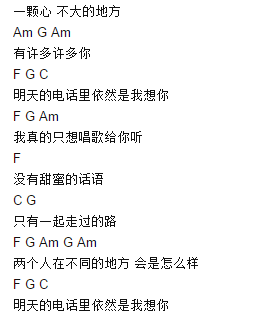 一颗心 不大的地方
Am G Am
有许多许多你
F G C
明天的电话里依然是我想你
F G Am
我真的只想唱歌给你听
F
没有甜蜜的话语
C G
只有一起走过的路
F G Am G Am
两个人在不同的地方 会是怎么样
F G C
明天的电话里依然是我想你